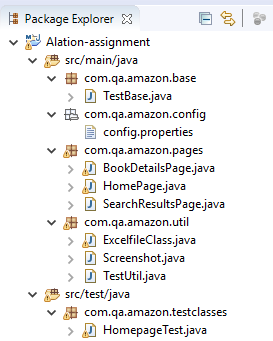 Package Explorer
Alation-assignment
src/main/java
com.qa.amazon.base
TestBase.java
com.qa.amazon.config
config.properties
com.qa.amazon.pages
BookDetailsPage.java
HomePage.java
SearchResultsPage.java
com.qa.amazon.util
ExcelfileClass.java
Screenshot.java
TestUtil.java
src/test/java
com.qa.amazon.testclasses
HomepageTest.java